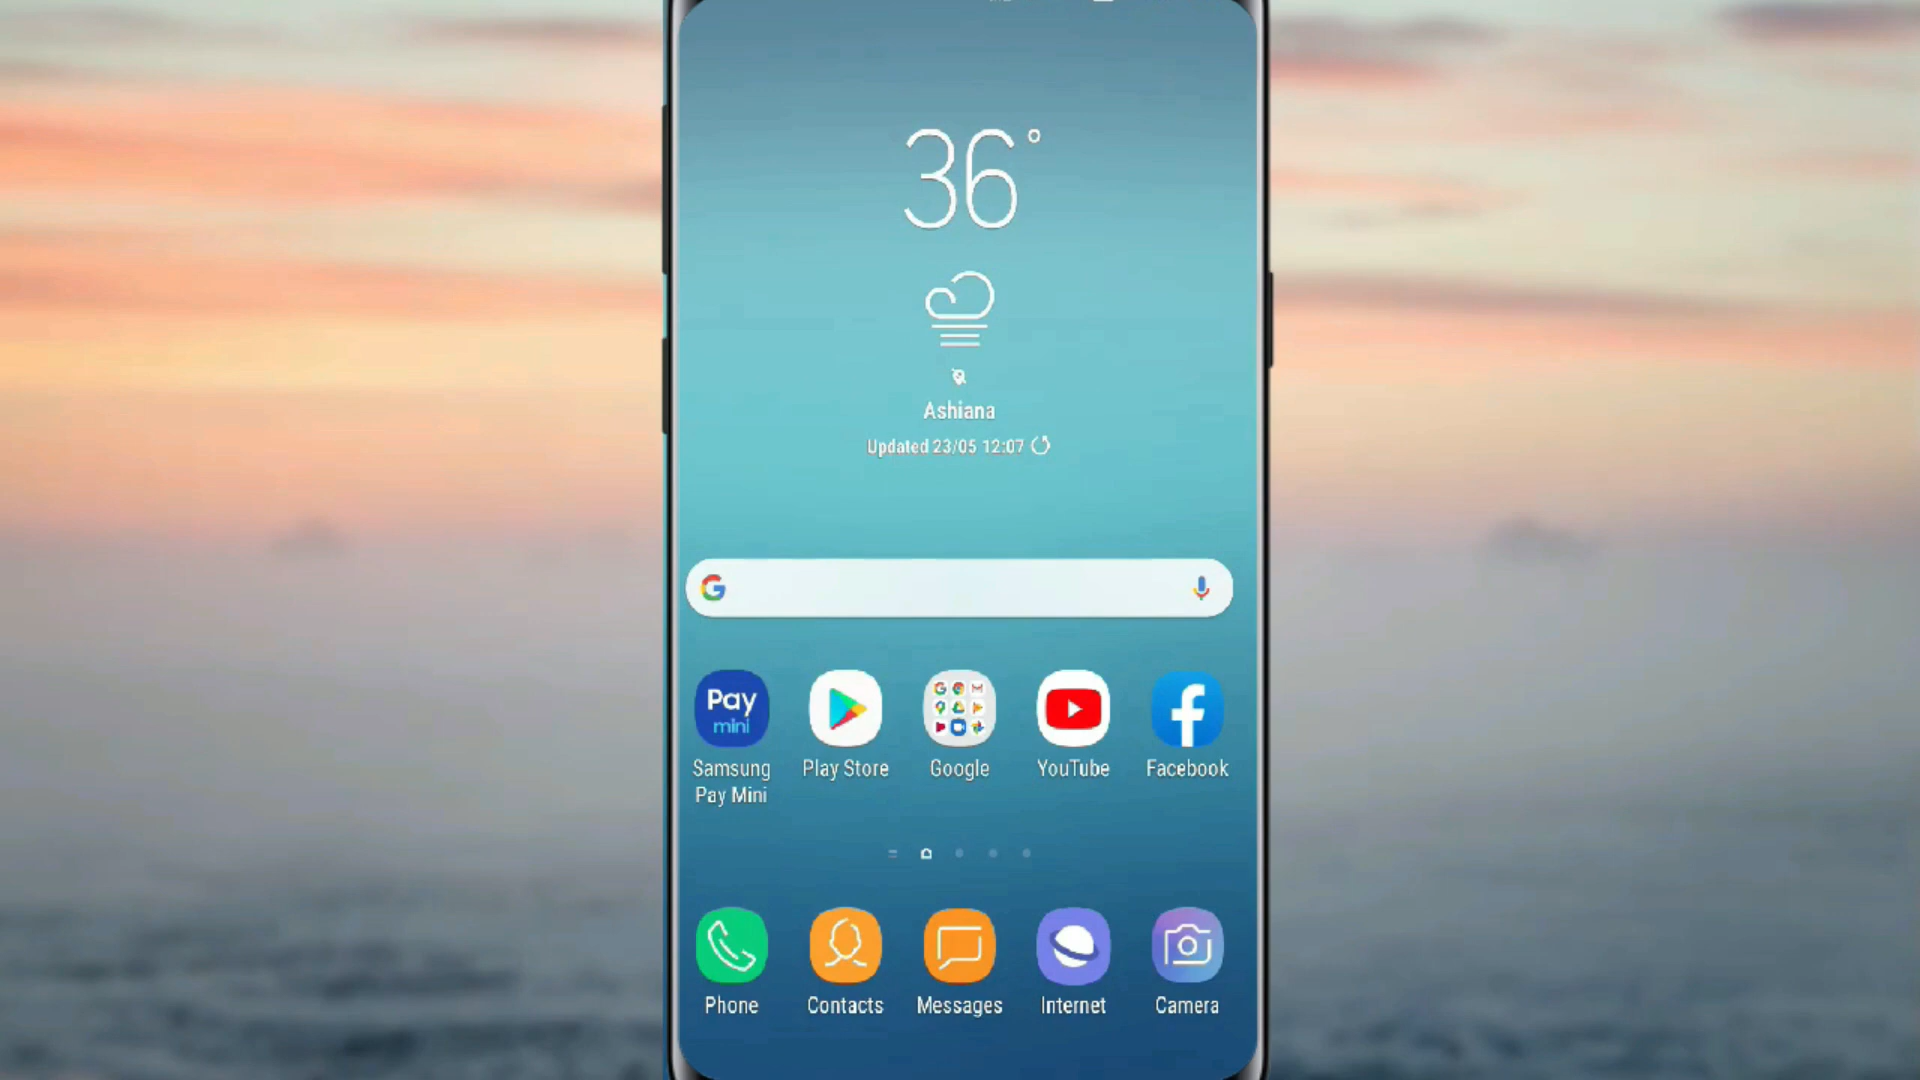 36°
Ashiana
Updated 23/05 12:07
G
Pay
mini
Samsung
Pay Mini
Play Store
Google
YouTube
Facebook
Phone
Contacts
Messages
Internet
Camera